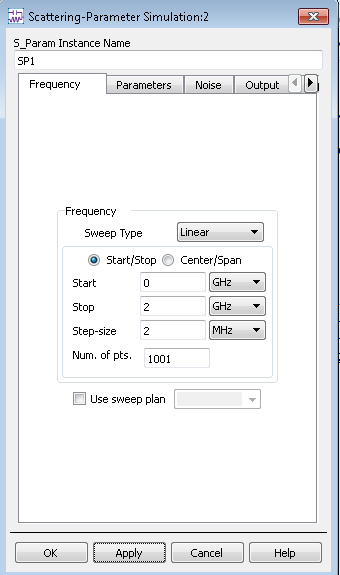 Scattering-Parameter Simulation:2
S_Param Instance Name
SP1
Frequency Parameters Noise Output
Frequency
Sweep Type Linear
Start/Stop Center/Span
Start 0 GHz
Stop 2 GHz
Step-size 2 MHz
Num. of pts. 1001
Use sweep plan
OK Apply Cancel Help